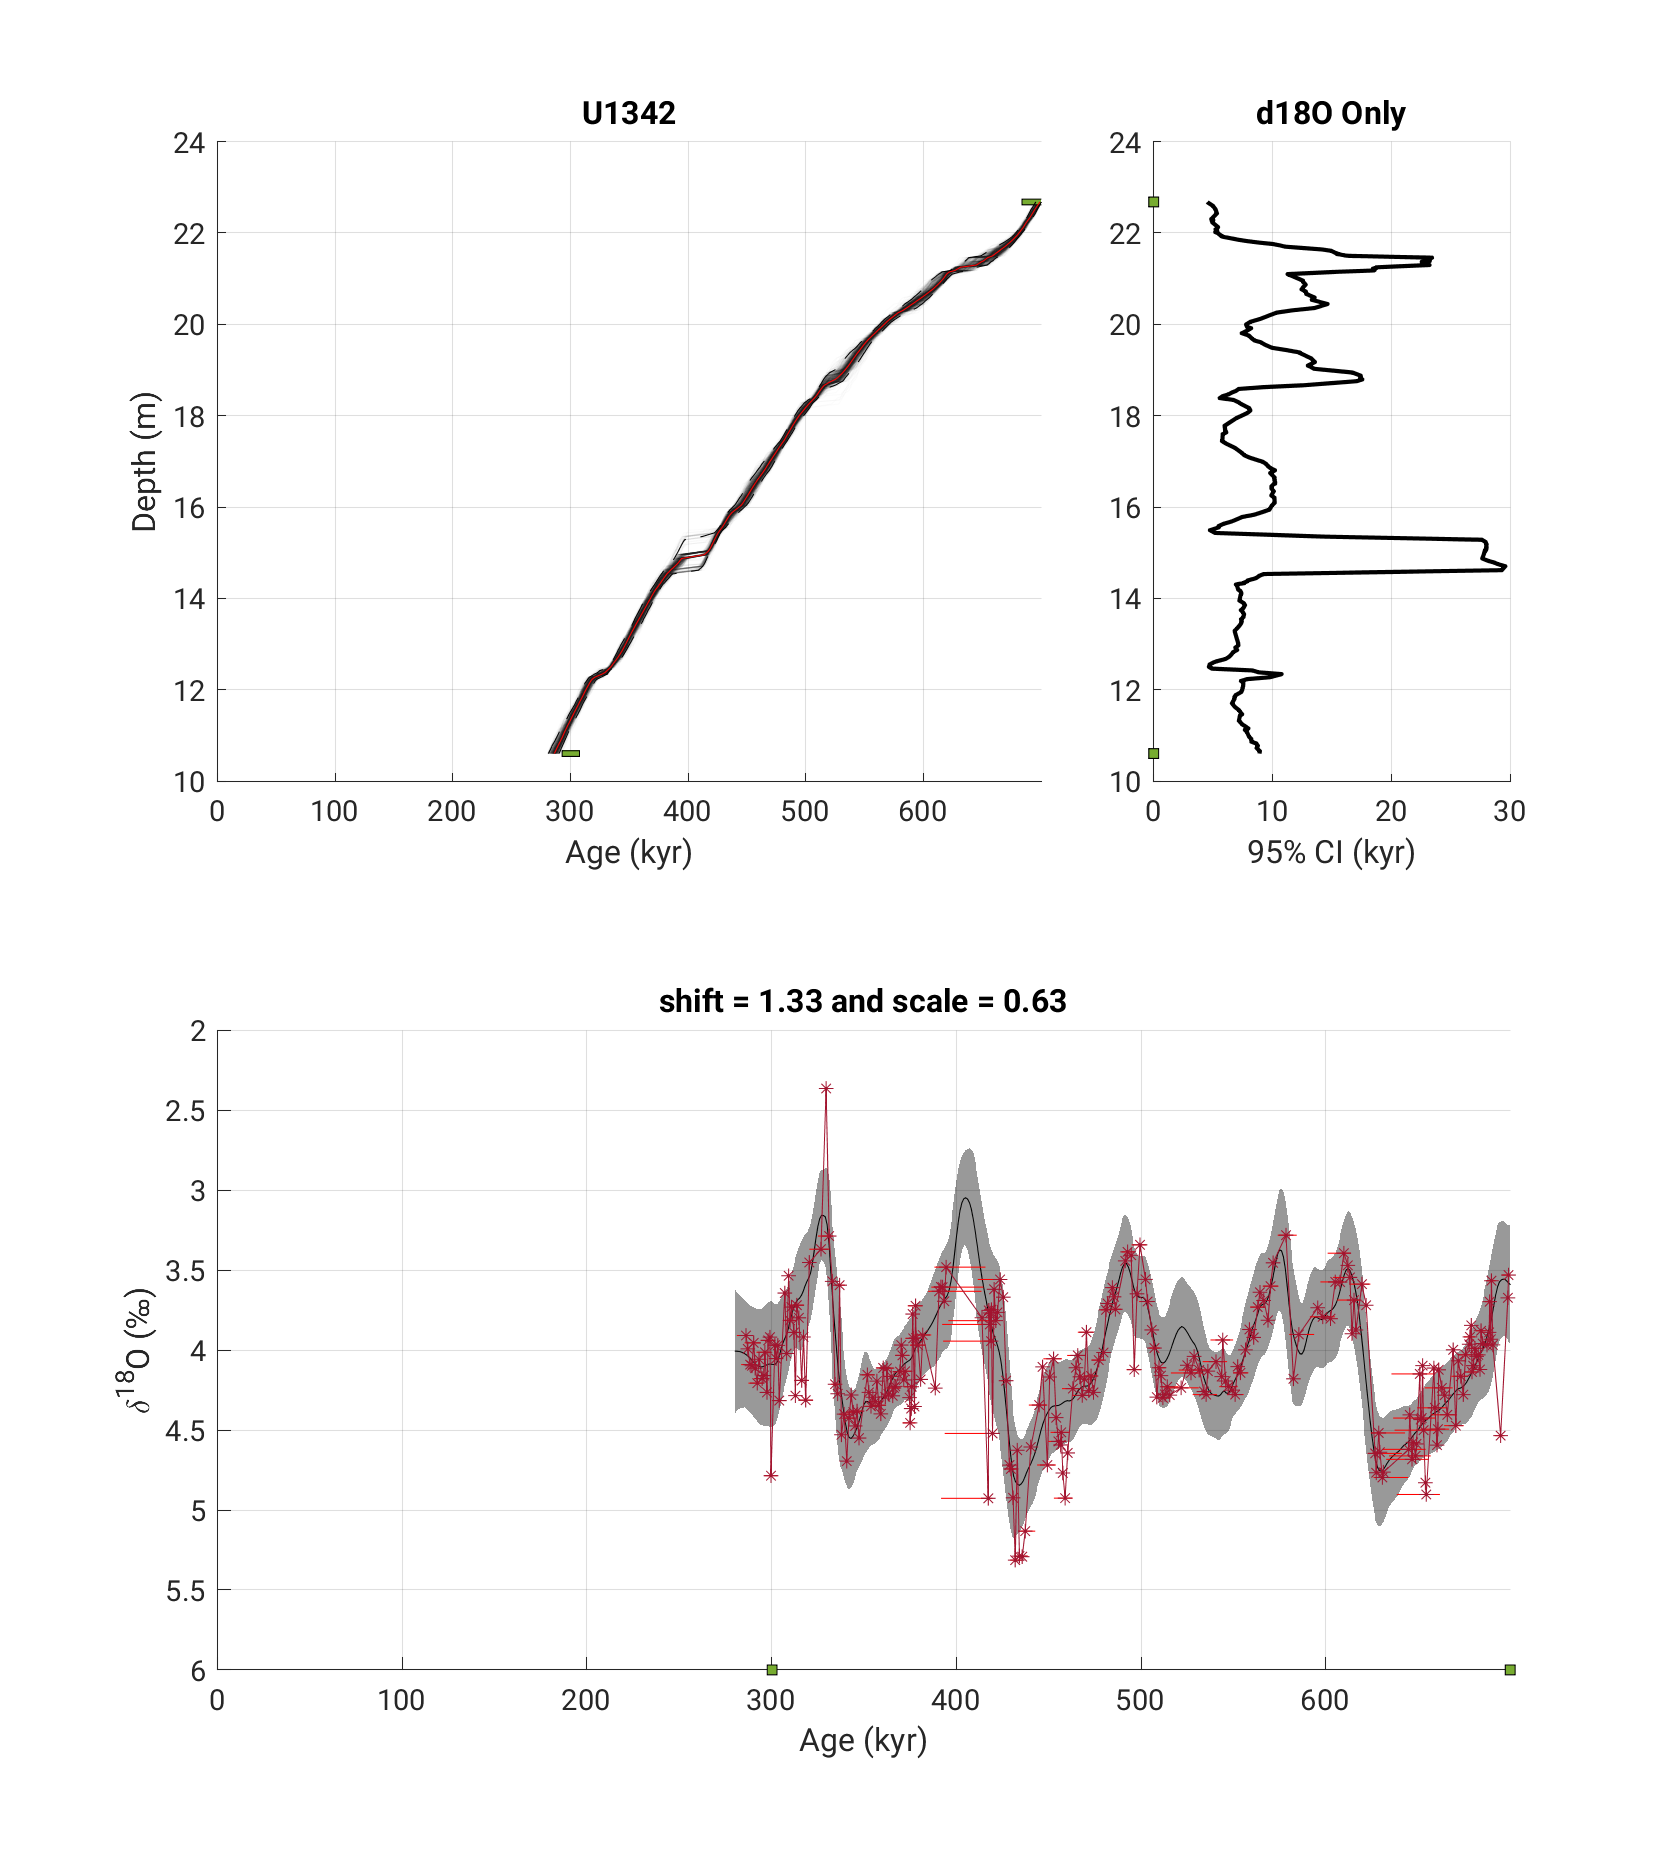 U1342
d18O Only
24
22
20
18
16
14
12
10
Depth (m)
0 100 200 300 400 500 600
Age (kyr)
24
22
20
18
16
14
12
10
0 10 20 30
95% CI (kyr)
shift = 1.33 and scale = 0.63
2
2.5
3
3.5
4
4.5
5
5.5
6
δ18O (‰)
0 100 200 300 400 500 600
Age (kyr)